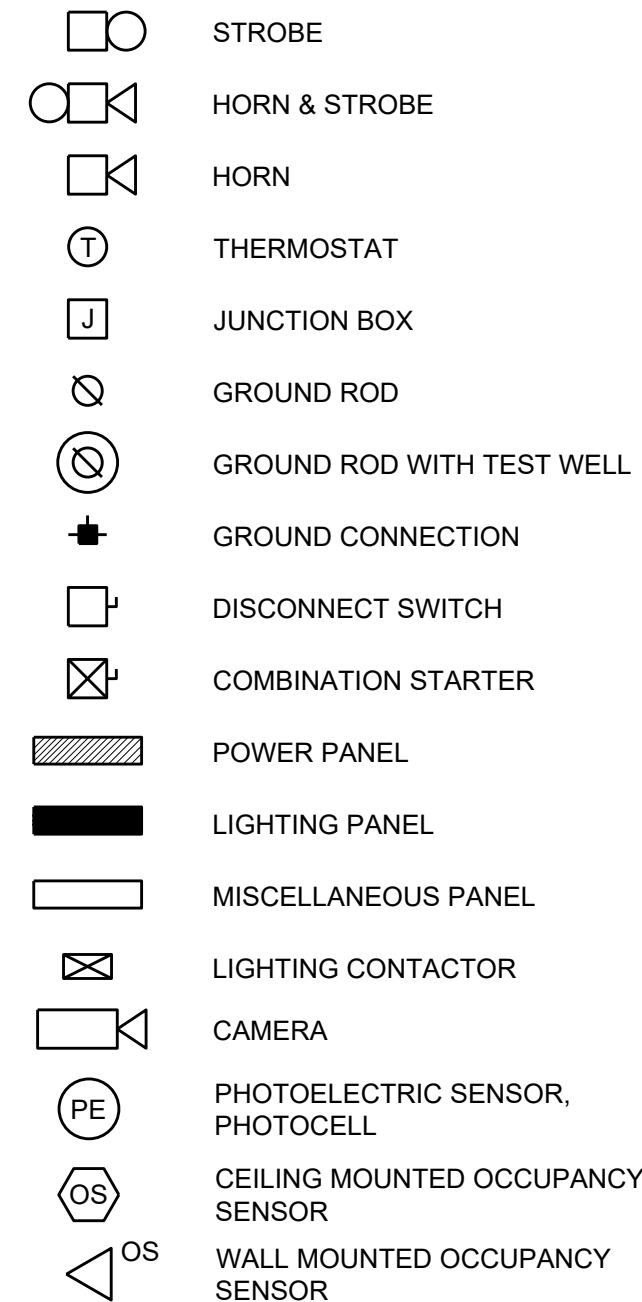 STROBE
HORN & STROBE
HORN
T THERMOSTAT
J JUNCTION BOX
GROUND ROD
GROUND ROD WITH TEST WELL
GROUND CONNECTION
DISCONNECT SWITCH
COMBINATION STARTER
POWER PANEL
LIGHTING PANEL
MISCELLANEOUS PANEL
LIGHTING CONTACTOR
CAMERA
PE PHOTOELECTRIC SENSOR,
PHOTOCELL
OS CEILING MOUNTED OCCUPANCY
SENSOR
OS WALL MOUNTED OCCUPANCY
SENSOR